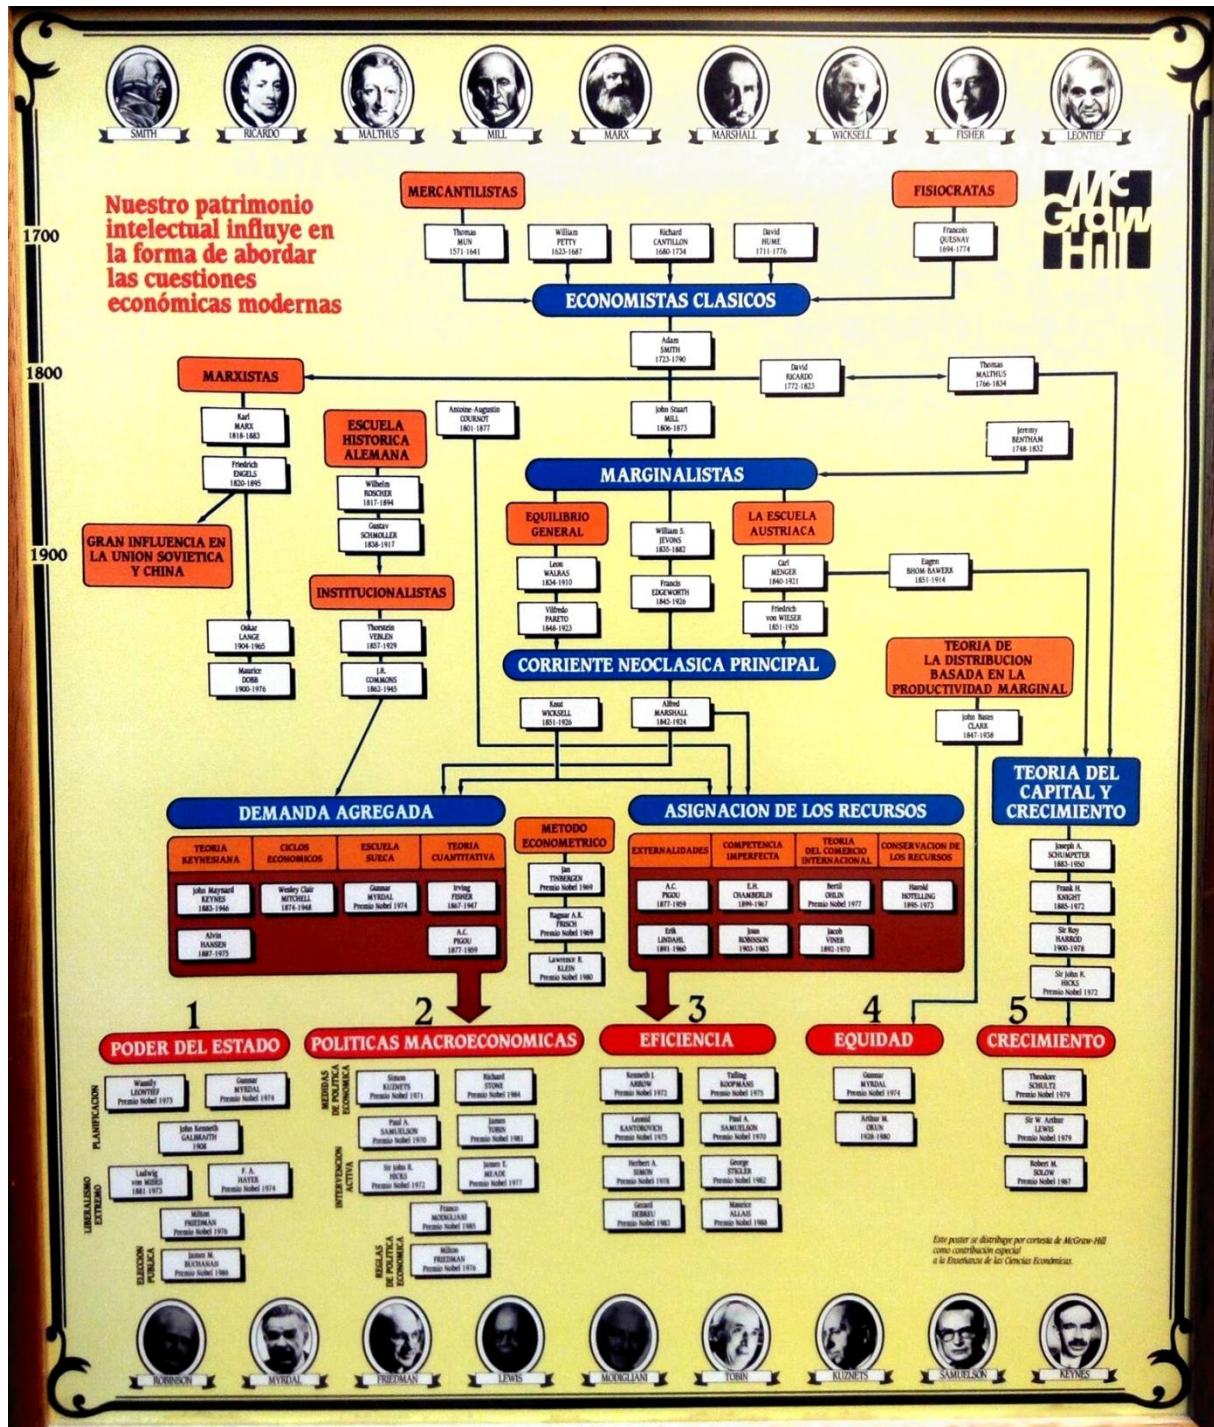 SMITH
RICARDO
MALTHUS
MILL
MARX
MARSHALL
WICKSELL
FISHER
LEONTIEF
Nuestro patrimonio
intelectual influye en
la forma de abordar
las cuestiones
económicas modernas
Mc
Graw
Hill
1700
1800
1900
MERCANTILISTAS
FISIOCRATAS
Thomas
MUN
1571-1641
William
PETTY
1623-1687
Richard
CANTILLON
1680-1734
David
HUME
1711-1776
Francois
QUESNAY
1694-1774
ECONOMISTAS CLASICOS
Adam
SMITH
1723-1790
MARXISTAS
David
RICARDO
1772-1823
Thomas
MALTHUS
1766-1834
Karl
MARX
1818-1883
Friedrich
ENGELS
1820-1895
GRAN INFLUENCIA EN
LA UNION SOVIETICA
Y CHINA
Oskar
LANGE
1904-1965
Maurice
DOBB
1900-1976
ESCUELA
HISTORICA
ALEMANA
Wilhelm
ROSCHER
1817-1894
Gustav
SCHMOLLER
1838-1917
INSTITUCIONALISTAS
Thorstein
VEBLEN
1857-1929
J.R.
COMMONS
1862-1945
Antoine-Augustin
COURNOT
1801-1877
John Stuart
MILL
1806-1873
Jeremy
BENTHAM
1748-1832
MARGINALISTAS
EQUILIBRIO
GENERAL
Leon
WALRAS
1834-1910
Vilfredo
PARETO
1848-1923
William S.
JEVONS
1835-1882
Francis
EDGEWORTH
1845-1926
LA ESCUELA
AUSTRIACA
Carl
MENGER
1840-1921
Friedrich
von WIESER
1851-1926
Eugen
BHOM-BAWERK
1851-1914
CORRIENTE NEOCLASICA PRINCIPAL
Knut
WICKSELL
1851-1926
Alfred
MARSHALL
1842-1924
TEORIA DE
LA DISTRIBUCION
BASADA EN LA
PRODUCTIVIDAD MARGINAL
John Bates
CLARK
1847-1938
DEMANDA AGREGADA
TEORIA
KEYNESIANA
John Maynard
KEYNES
1883-1946
Alvin
HANSEN
1887-1975
CICLOS
ECONOMICOS
Wesley Clair
MITCHELL
1874-1948
ESCUELA
SUECA
Gunnar
MYRDAL
Premio Nobel 1974
TEORIA
CUANTITATIVA
Irving
FISHER
1867-1947
A.C.
PIGOU
1877-1959
METODO
ECONOMETRICO
Jan
TINBERGEN
Premio Nobel 1969
Ragnar A.K.
FRISCH
Premio Nobel 1969
Lawrence R.
KLEIN
Premio Nobel 1980
ASIGNACION DE LOS RECURSOS
EXTERNALIDADES
A.C.
PIGOU
1877-1959
Erik
LINDAHL
1891-1960
COMPETENCIA
IMPERFECTA
E.H.
CHAMBERLIN
1899-1967
Joan
ROBINSON
1903-1983
TEORIA
DEL COMERCIO
INTERNACIONAL
Bertil
OHLIN
Premio Nobel 1977
Jacob
VINER
1892-1970
CONSERVACION DE
LOS RECURSOS
Harold
HOTELLING
1895-1973
TEORIA DEL
CAPITAL Y
CRECIMIENTO
Joseph A.
SCHUMPETER
1883-1950
Frank H.
KNIGHT
1885-1972
Sir Roy
HARROD
1900-1978
Sir John R.
HICKS
Premio Nobel 1972
1
PODER DEL ESTADO
PLANIFICACION
Wassily
LEONTIEF
Premio Nobel 1973
Gunnar
MYRDAL
Premio Nobel 1974
John Kenneth
GALBRAITH
1908
LIBERALISMO
EXTREMO
Ludwig
von MISES
1881-1973
F. A.
HAYEK
Premio Nobel 1974
Milton
FRIEDMAN
Premio Nobel 1976
ELECCION
PUBLICA
James M.
BUCHANAN
Premio Nobel 1986
2
POLITICAS MACROECONOMICAS
MEDIDAS
DE POLITICA
ECONOMICA
Simon
KUZNETS
Premio Nobel 1971
Richard
STONE
Premio Nobel 1984
Paul A.
SAMUELSON
Premio Nobel 1970
James
TOBIN
Premio Nobel 1981
INTERVENCION
ACTIVA
Sir John R.
HICKS
Premio Nobel 1972
James E.
MEADE
Premio Nobel 1977
Franco
MODIGLIANI
Premio Nobel 1985
REGLAS
DE POLITICA
ECONOMICA
Milton
FRIEDMAN
Premio Nobel 1976
3
EFICIENCIA
Kenneth J.
ARROW
Premio Nobel 1972
Tjalling
KOOPMANS
Premio Nobel 1975
Leonid
KANTOROVICH
Premio Nobel 1975
Paul A.
SAMUELSON
Premio Nobel 1970
Herbert A.
SIMON
Premio Nobel 1978
George
STIGLER
Premio Nobel 1982
Gerard
DEBREU
Premio Nobel 1983
Maurice
ALLAIS
Premio Nobel 1988
4
EQUIDAD
Gunnar
MYRDAL
Premio Nobel 1974
Arthur M.
OKUN
1928-1980
5
CRECIMIENTO
Theodore
SCHULTZ
Premio Nobel 1979
Sir W. Arthur
LEWIS
Premio Nobel 1979
Robert M.
SOLOW
Premio Nobel 1987
Este poster se distribuye por cortesía de McGraw-Hill
como contribución especial
a la Enseñanza de las Ciencias Económicas.
ROBINSON
MYRDAL
FRIEDMAN
LEWIS
MODIGLIANI
TOBIN
KUZNETS
SAMUELSON
KEYNES